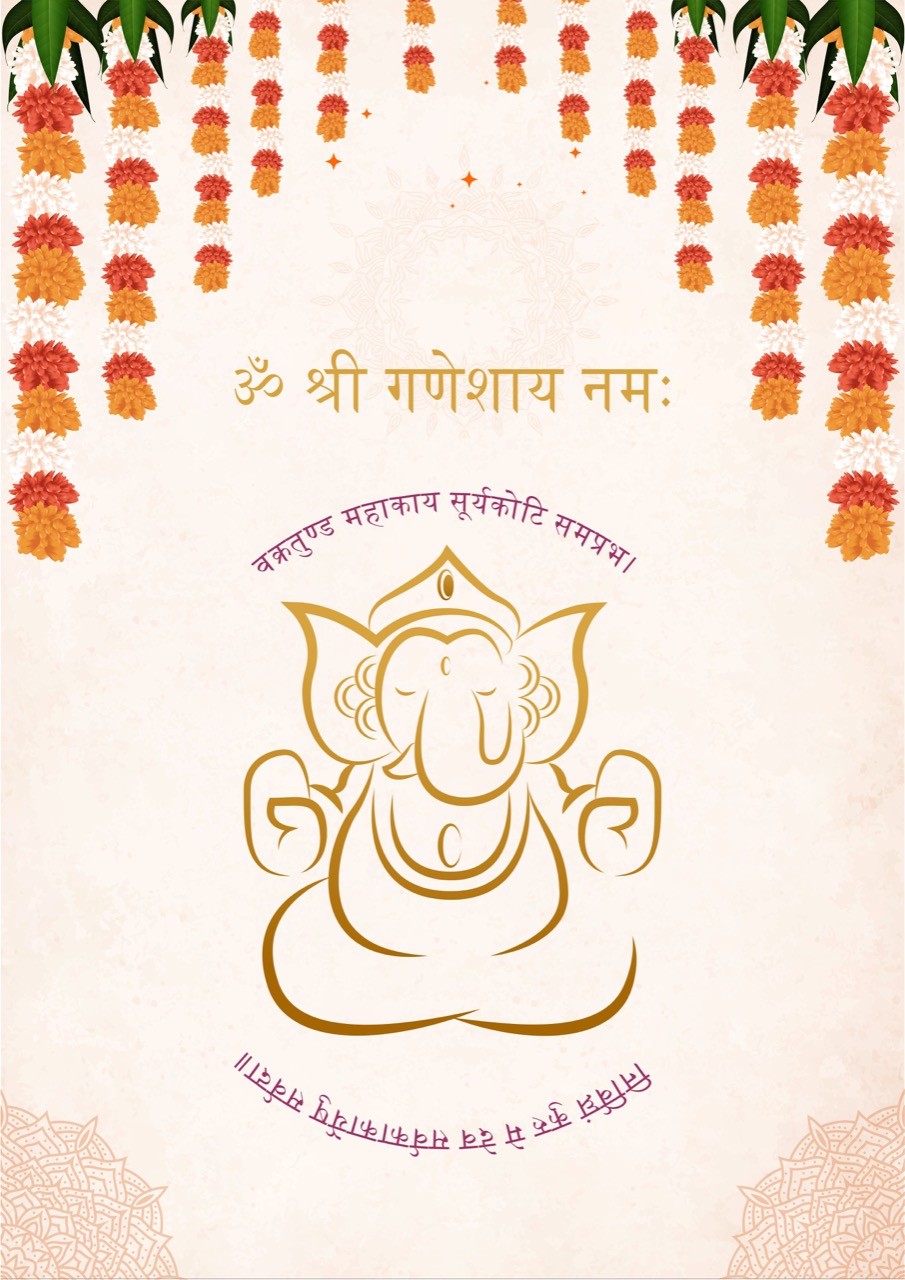 ॐ श्री गणेशाय नमः
वक्रतुण्ड महाकाय सूर्यकोटि समप्रभ।
निर्विघ्नं कुरु मे देव सर्वकाकार्येषु सर्वदा॥